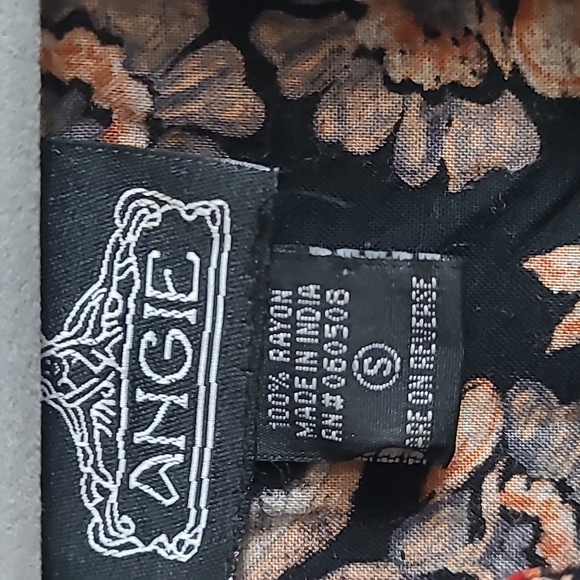 ANGIE
100% RAYON
MADE IN INDIA
RN# 060508
S
CARE ON REVERSE